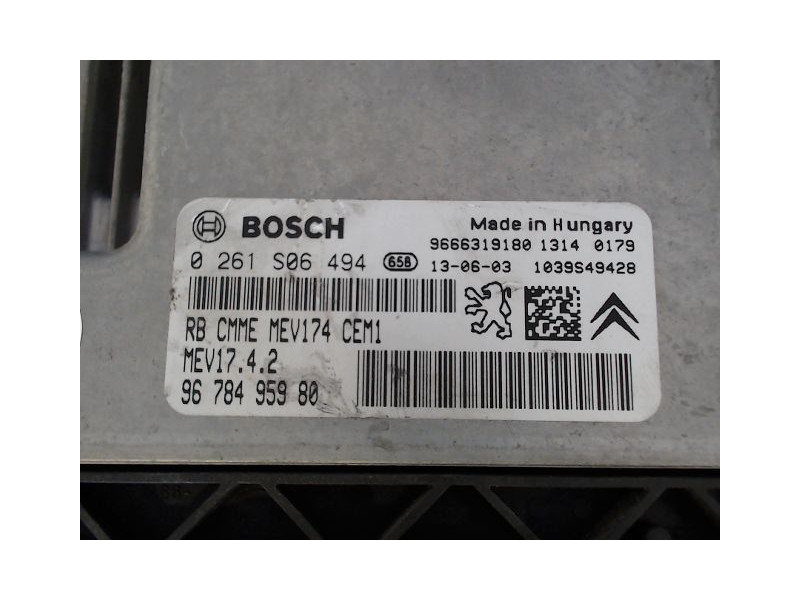 BOSCH
Made in Hungary
9666319180 1314 0179
0 261 S06 494 658 13-06-03 1039S49428
RB CMME MEV174 CEM1
MEV17.4.2
96 784 959 80